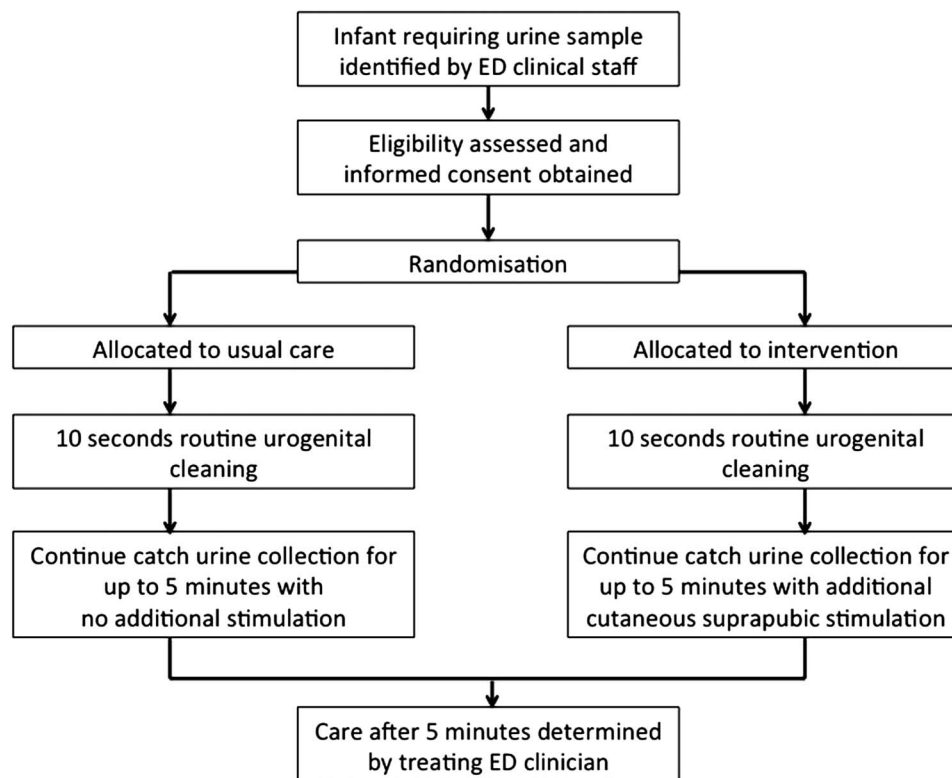 Infant requiring urine sample
identified by ED clinical staff
Eligibility assessed and
informed consent obtained
Randomisation
Allocated to usual care
Allocated to intervention
10 seconds routine urogenital
cleaning
10 seconds routine urogenital
cleaning
Continue catch urine collection for
up to 5 minutes with
no additional stimulation
Continue catch urine collection for
up to 5 minutes with additional
cutaneous suprapubic stimulation
Care after 5 minutes determined
by treating ED clinician